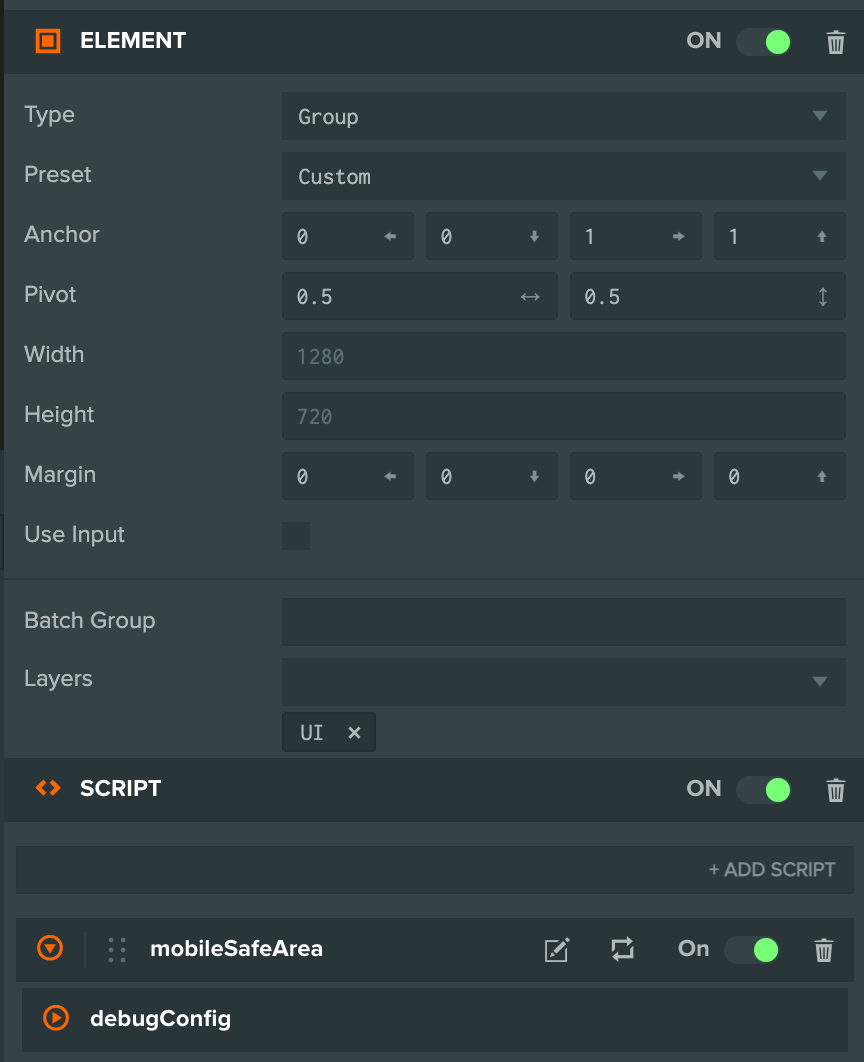 ELEMENT ON
Type Group
Preset Custom
Anchor 0 0 1 1
Pivot 0.5 0.5
Width 1280
Height 720
Margin 0 0 0 0
Use Input
Batch Group
Layers
UI ×
SCRIPT ON
+ ADD SCRIPT
mobileSafeArea On
debugConfig